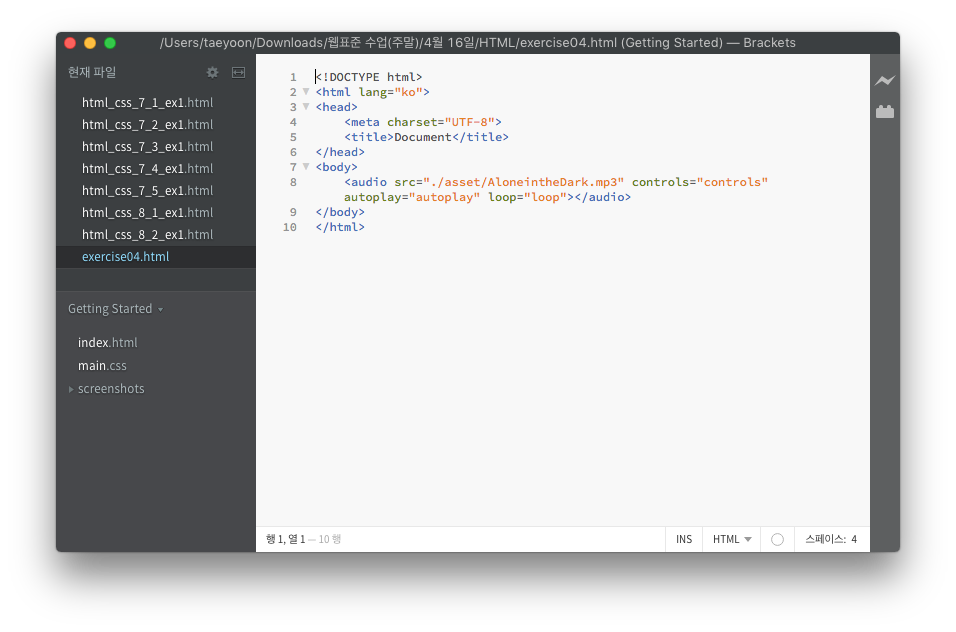 /Users/taeyoon/Downloads/웹표준 수업(주말)/4월 16일/HTML/exercise04.html (Getting Started) — Brackets
현재 파일
html_css_7_1_ex1.html
html_css_7_2_ex1.html
html_css_7_3_ex1.html
html_css_7_4_ex1.html
html_css_7_5_ex1.html
html_css_8_1_ex1.html
html_css_8_2_ex1.html
exercise04.html
Getting Started
index.html
main.css
screenshots
1 <!DOCTYPE html>
2 <html lang="ko">
3 <head>
4 <meta charset="UTF-8">
5 <title>Document</title>
6 </head>
7 <body>
8 <audio src="./asset/AloneintheDark.mp3" controls="controls"
autoplay="autoplay" loop="loop"></audio>
9 </body>
10 </html>
행 1, 열 1 — 10 행
INS
HTML
스페이스: 4